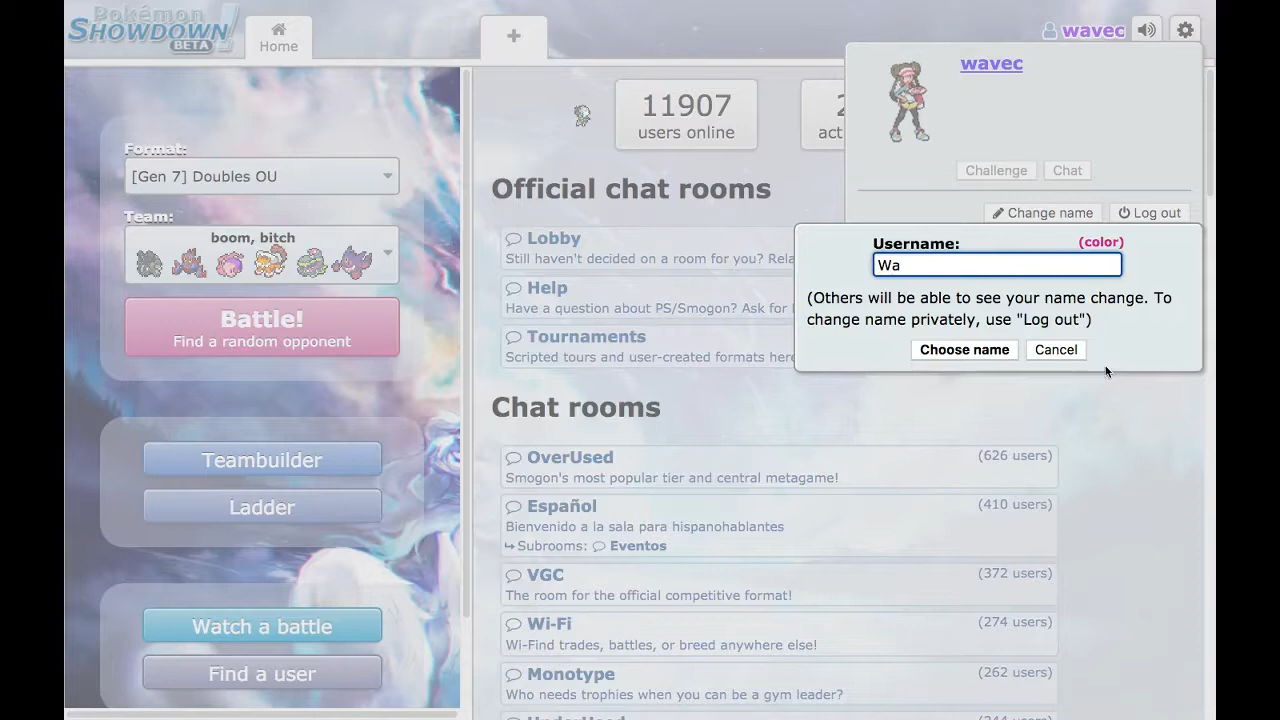 Pokémon
SHOWDOWN!
BETA
Home
+
wavec
wavec
Challenge
Chat
Change name
Log out
Username:
(color)
Wa
(Others will be able to see your name change. To
change name privately, use "Log out")
Choose name
Cancel
Format:
[Gen 7] Doubles OU
Team:
boom, bitch
Battle!
Find a random opponent
Teambuilder
Ladder
Watch a battle
Find a user
11907
users online
2
act
Official chat rooms
Lobby
Still haven't decided on a room for you? Rela
Help
Have a question about PS/Smogon? Ask for
Tournaments
Scripted tours and user-created formats here
Chat rooms
OverUsed
(626 users)
Smogon's most popular tier and central metagame!
Español
(410 users)
Bienvenido a la sala para hispanohablantes
↳ Subrooms: Eventos
VGC
(372 users)
The room for the official competitive format!
Wi-Fi
(274 users)
Wi-Find trades, battles, or breed anywhere else!
Monotype
(262 users)
Who needs trophies when you can be a gym leader?